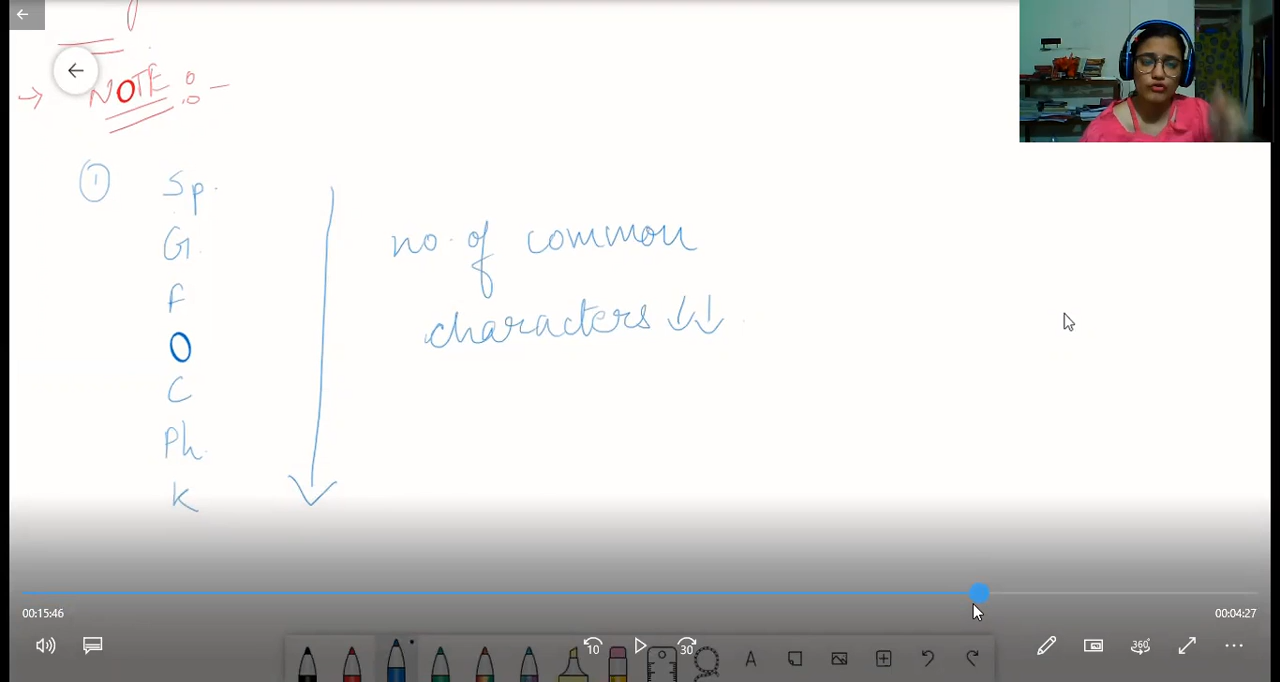 → NOTE :-
① Sp.
G.
F
O
C
Ph.
K
no. of common
characters ↓↓
00:15:46
00:04:27
10
30
A